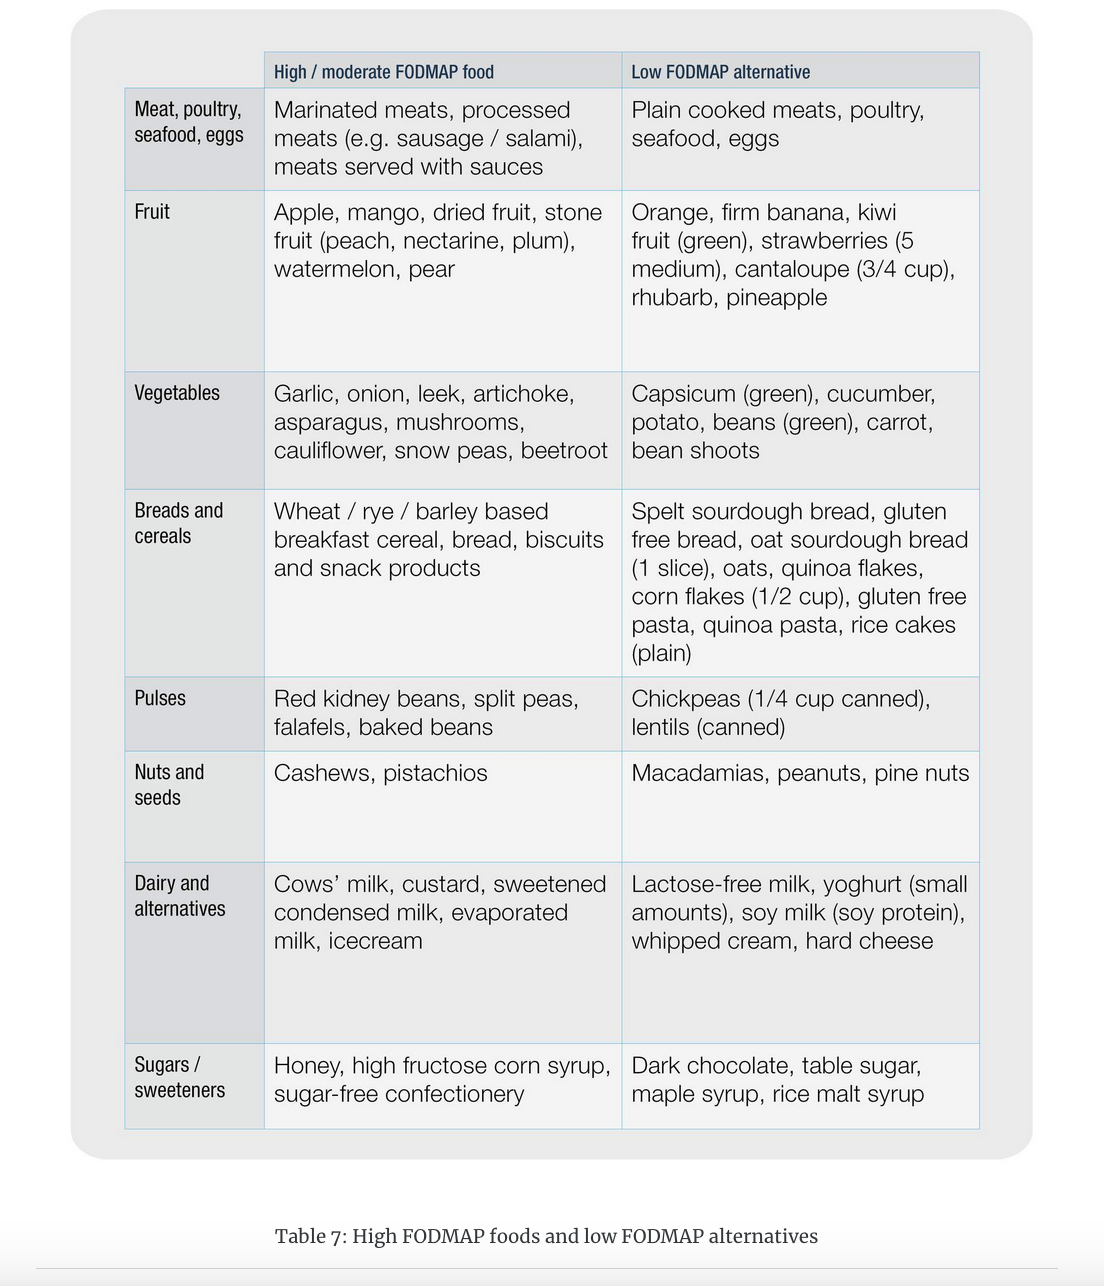 High / moderate FODMAP food
Low FODMAP alternative
Meat, poultry,
seafood, eggs
Marinated meats, processed
meats (e.g. sausage / salami),
meats served with sauces
Plain cooked meats, poultry,
seafood, eggs
Fruit
Apple, mango, dried fruit, stone
fruit (peach, nectarine, plum),
watermelon, pear
Orange, firm banana, kiwi
fruit (green), strawberries (5
medium), cantaloupe (3/4 cup),
rhubarb, pineapple
Vegetables
Garlic, onion, leek, artichoke,
asparagus, mushrooms,
cauliflower, snow peas, beetroot
Capsicum (green), cucumber,
potato, beans (green), carrot,
bean shoots
Breads and
cereals
Wheat / rye / barley based
breakfast cereal, bread, biscuits
and snack products
Spelt sourdough bread, gluten
free bread, oat sourdough bread
(1 slice), oats, quinoa flakes,
corn flakes (1/2 cup), gluten free
pasta, quinoa pasta, rice cakes
(plain)
Pulses
Red kidney beans, split peas,
falafels, baked beans
Chickpeas (1/4 cup canned),
lentils (canned)
Nuts and
seeds
Cashews, pistachios
Macadamias, peanuts, pine nuts
Dairy and
alternatives
Cows’ milk, custard, sweetened
condensed milk, evaporated
milk, icecream
Lactose-free milk, yoghurt (small
amounts), soy milk (soy protein),
whipped cream, hard cheese
Sugars /
sweeteners
Honey, high fructose corn syrup,
sugar-free confectionery
Dark chocolate, table sugar,
maple syrup, rice malt syrup
Table 7: High FODMAP foods and low FODMAP alternatives